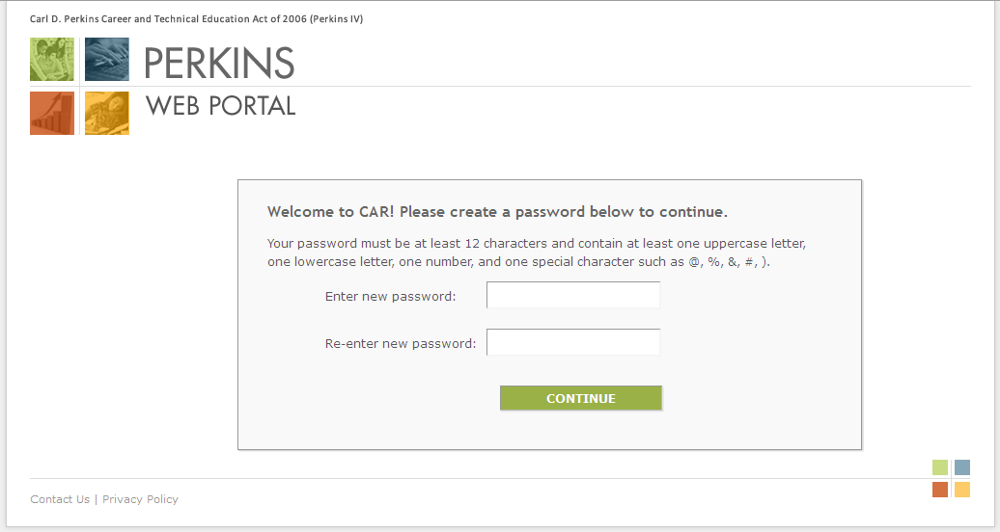 Carl D. Perkins Career and Technical Education Act of 2006 (Perkins IV)
PERKINS
WEB PORTAL
Welcome to CAR! Please create a password below to continue.
Your password must be at least 12 characters and contain at least one uppercase letter,
one lowercase letter, one number, and one special character such as @, %, &, #, ).
Enter new password:
Re-enter new password:
CONTINUE
Contact Us | Privacy Policy